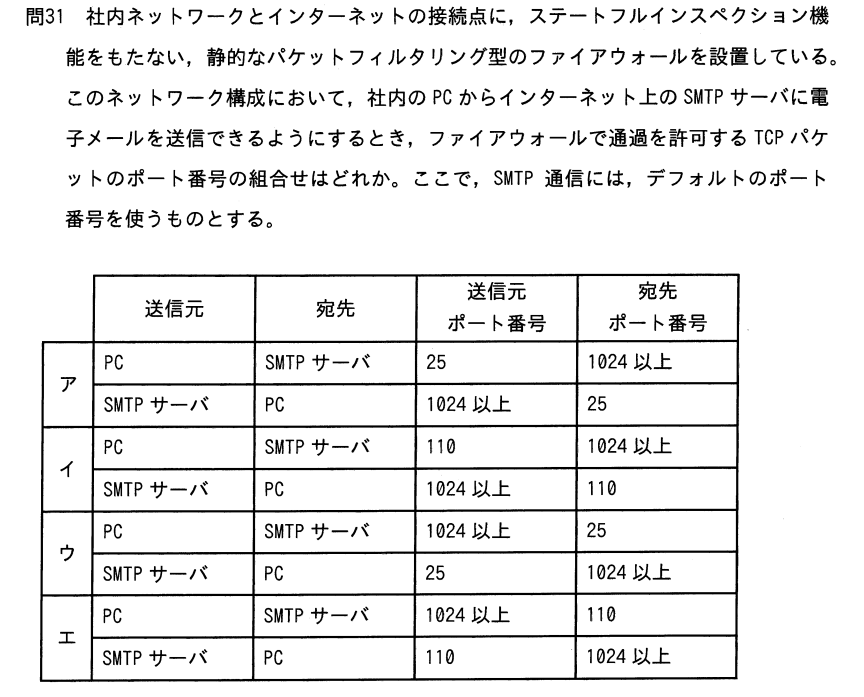 問31 社内ネットワークとインターネットの接続点に，ステートフルインスペクション機
能をもたない，静的なパケットフィルタリング型のファイアウォールを設置している。
このネットワーク構成において，社内の PC からインターネット上の SMTP サーバに電
子メールを送信できるようにするとき，ファイアウォールで通過を許可する TCP パケ
ットのポート番号の組合せはどれか。ここで，SMTP 通信には，デフォルトのポート
番号を使うものとする。
送信元 宛先 送信元ポート番号 宛先ポート番号
ア PC SMTP サーバ 25 1024 以上
SMTP サーバ PC 1024 以上 25
イ PC SMTP サーバ 110 1024 以上
SMTP サーバ PC 1024 以上 110
ウ PC SMTP サーバ 1024 以上 25
SMTP サーバ PC 25 1024 以上
エ PC SMTP サーバ 1024 以上 110
SMTP サーバ PC 110 1024 以上